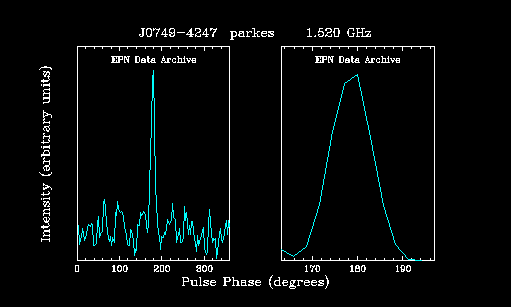 J0749-4247 parkes 1.520 GHz
EPN Data Archive EPN Data Archive
Intensity (arbitrary units)
0 100 200 300 170 180 190
Pulse Phase (degrees)